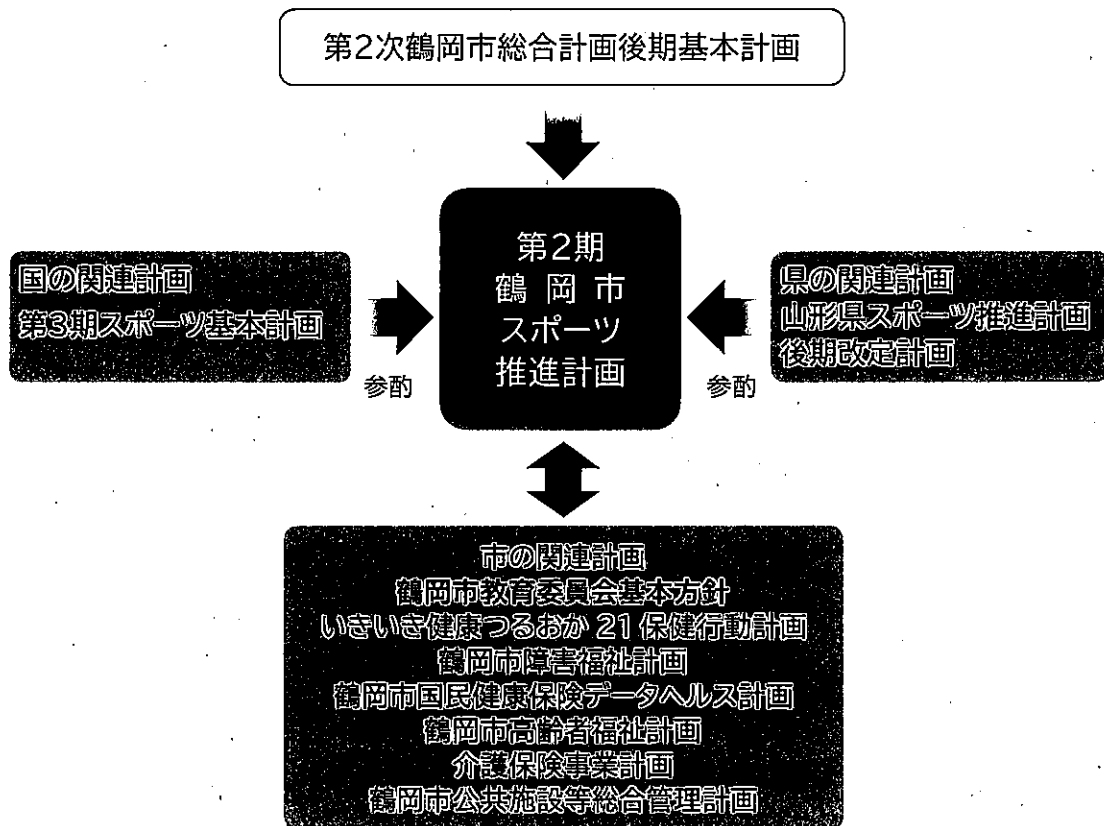 第2次鶴岡市総合計画後期基本計画
第2期
鶴岡市
スポーツ
推進計画
国の関連計画
第3期スポーツ基本計画
参酌
県の関連計画
山形県スポーツ推進計画
後期改定計画
参酌
市の関連計画
鶴岡市教育委員会基本方針
いきいき健康つるおか 21 保健行動計画
鶴岡市障害福祉計画
鶴岡市国民健康保険データヘルス計画
鶴岡市高齢者福祉計画
介護保険事業計画
鶴岡市公共施設等総合管理計画